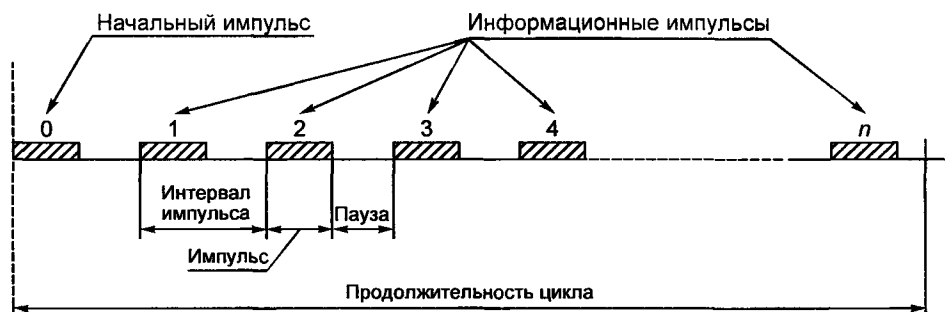 Начальный импульс
Информационные импульсы
0 1 2 3 4 n
Интервал
импульса
Пауза
Импульс
Продолжительность цикла